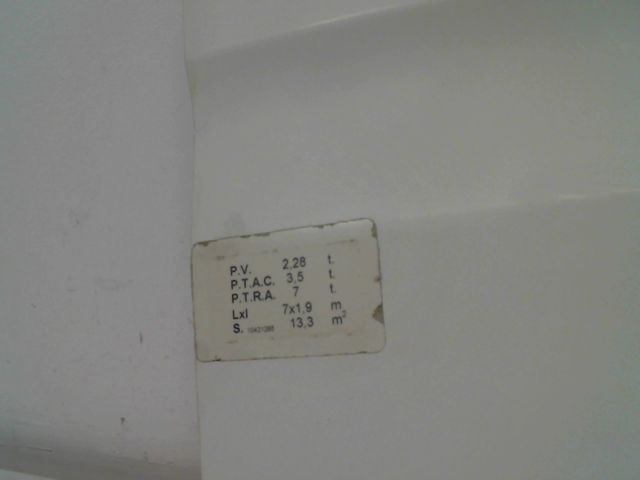 P.V. 2,28 t.
P.T.A.C. 3,5 t.
P.T.R.A. 7 t.
Lxl 7x1,9 m
S. 13,3 m²